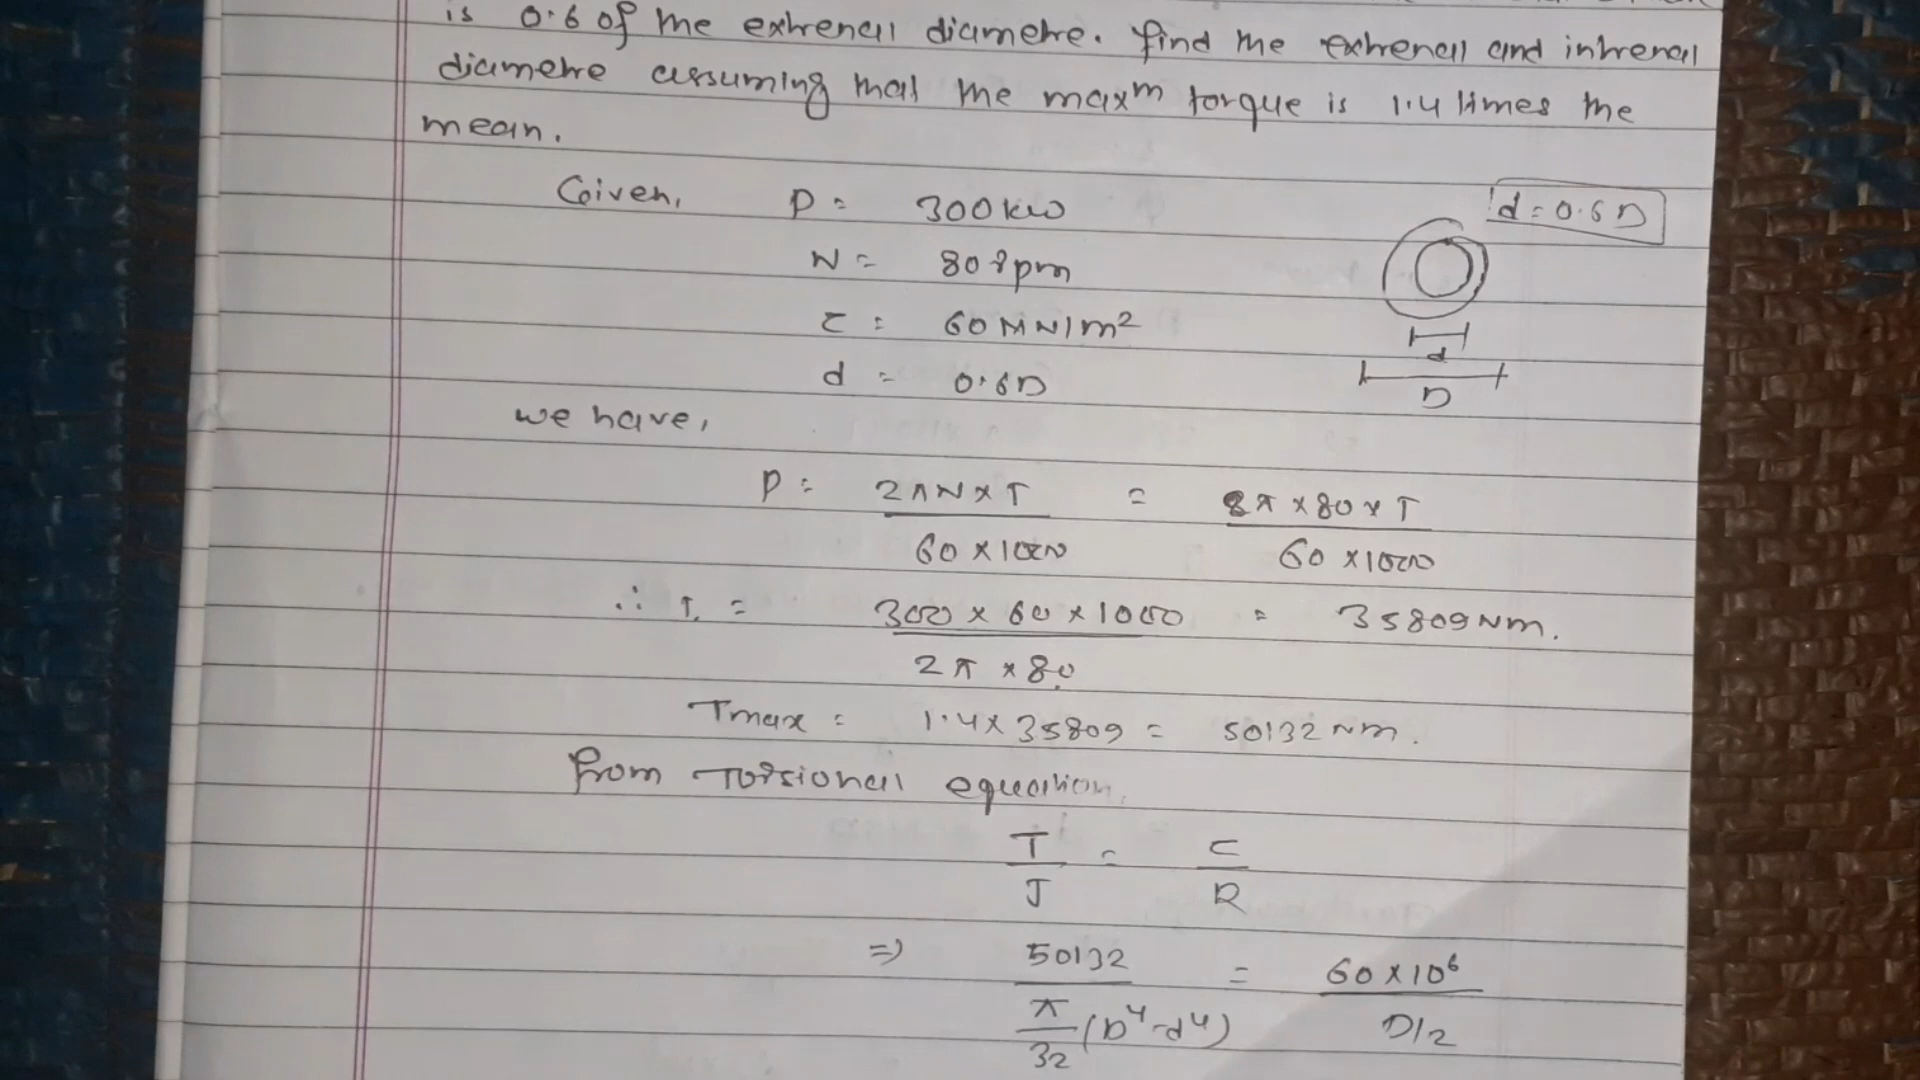 is 0.6 of the extrenal diametre. find the extrenal and intrenal
diametre assuming that the maxm torque is 1.4 times the
mean.
Given, P = 300 kw
d = 0.6D
N = 80 rpm
τ = 60 MN/m²
d = 0.6D
d
D
we have,
P = 2πN×T / 60×1000 = 2π×80×T / 60×1000
∴ T = 300×60×1000 / 2π×80 = 35809 Nm.
Tmax = 1.4×35809 = 50132 Nm.
from Torsional equation,
T/J = τ/R
⇒ 50132 / π/32 (D⁴-d⁴) = 60×10⁶ / D/2